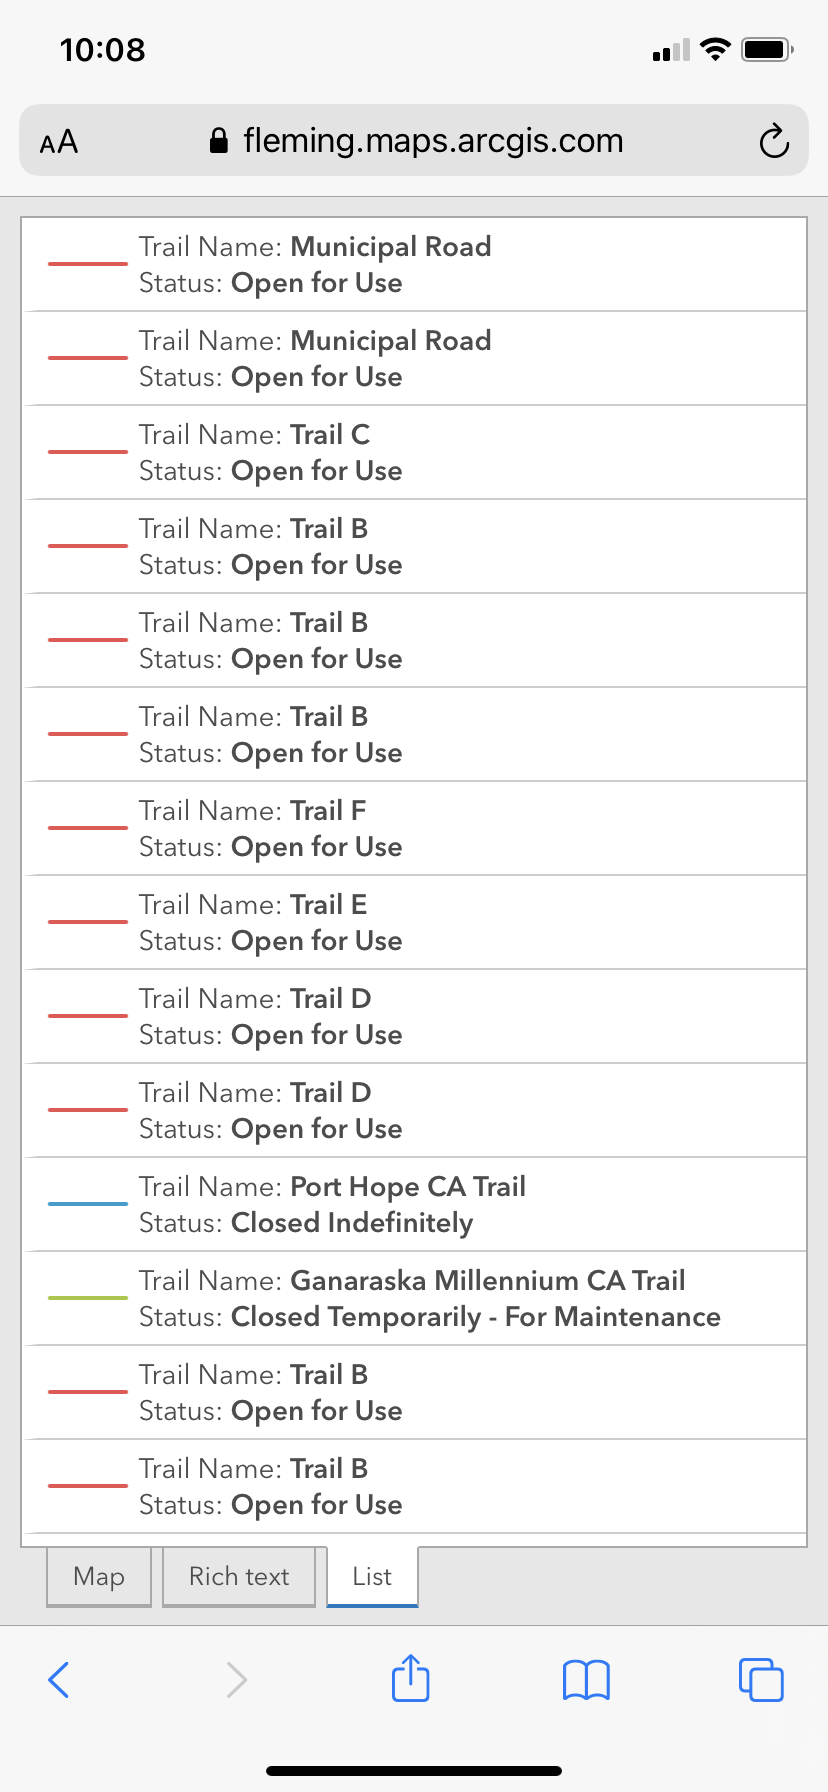 10:08
AA fleming.maps.arcgis.com
Trail Name: Municipal Road
Status: Open for Use
Trail Name: Municipal Road
Status: Open for Use
Trail Name: Trail C
Status: Open for Use
Trail Name: Trail B
Status: Open for Use
Trail Name: Trail B
Status: Open for Use
Trail Name: Trail B
Status: Open for Use
Trail Name: Trail F
Status: Open for Use
Trail Name: Trail E
Status: Open for Use
Trail Name: Trail D
Status: Open for Use
Trail Name: Trail D
Status: Open for Use
Trail Name: Port Hope CA Trail
Status: Closed Indefinitely
Trail Name: Ganaraska Millennium CA Trail
Status: Closed Temporarily - For Maintenance
Trail Name: Trail B
Status: Open for Use
Trail Name: Trail B
Status: Open for Use
Map Rich text List